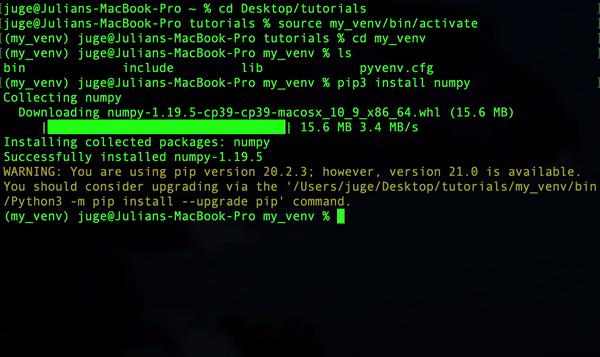 juge@Julians-MacBook-Pro ~ % cd Desktop/tutorials
juge@Julians-MacBook-Pro tutorials % source my_venv/bin/activate
(my_venv) juge@Julians-MacBook-Pro tutorials % cd my_venv
(my_venv) juge@Julians-MacBook-Pro my_venv % ls
bin include lib pyvenv.cfg
(my_venv) juge@Julians-MacBook-Pro my_venv % pip3 install numpy
Collecting numpy
Downloading numpy-1.19.5-cp39-cp39-macosx_10_9_x86_64.whl (15.6 MB)
| | 15.6 MB 3.4 MB/s
Installing collected packages: numpy
Successfully installed numpy-1.19.5
WARNING: You are using pip version 20.2.3; however, version 21.0 is available.
You should consider upgrading via the '/Users/juge/Desktop/tutorials/my_venv/bin
/Python3 -m pip install --upgrade pip' command.
(my_venv) juge@Julians-MacBook-Pro my_venv %